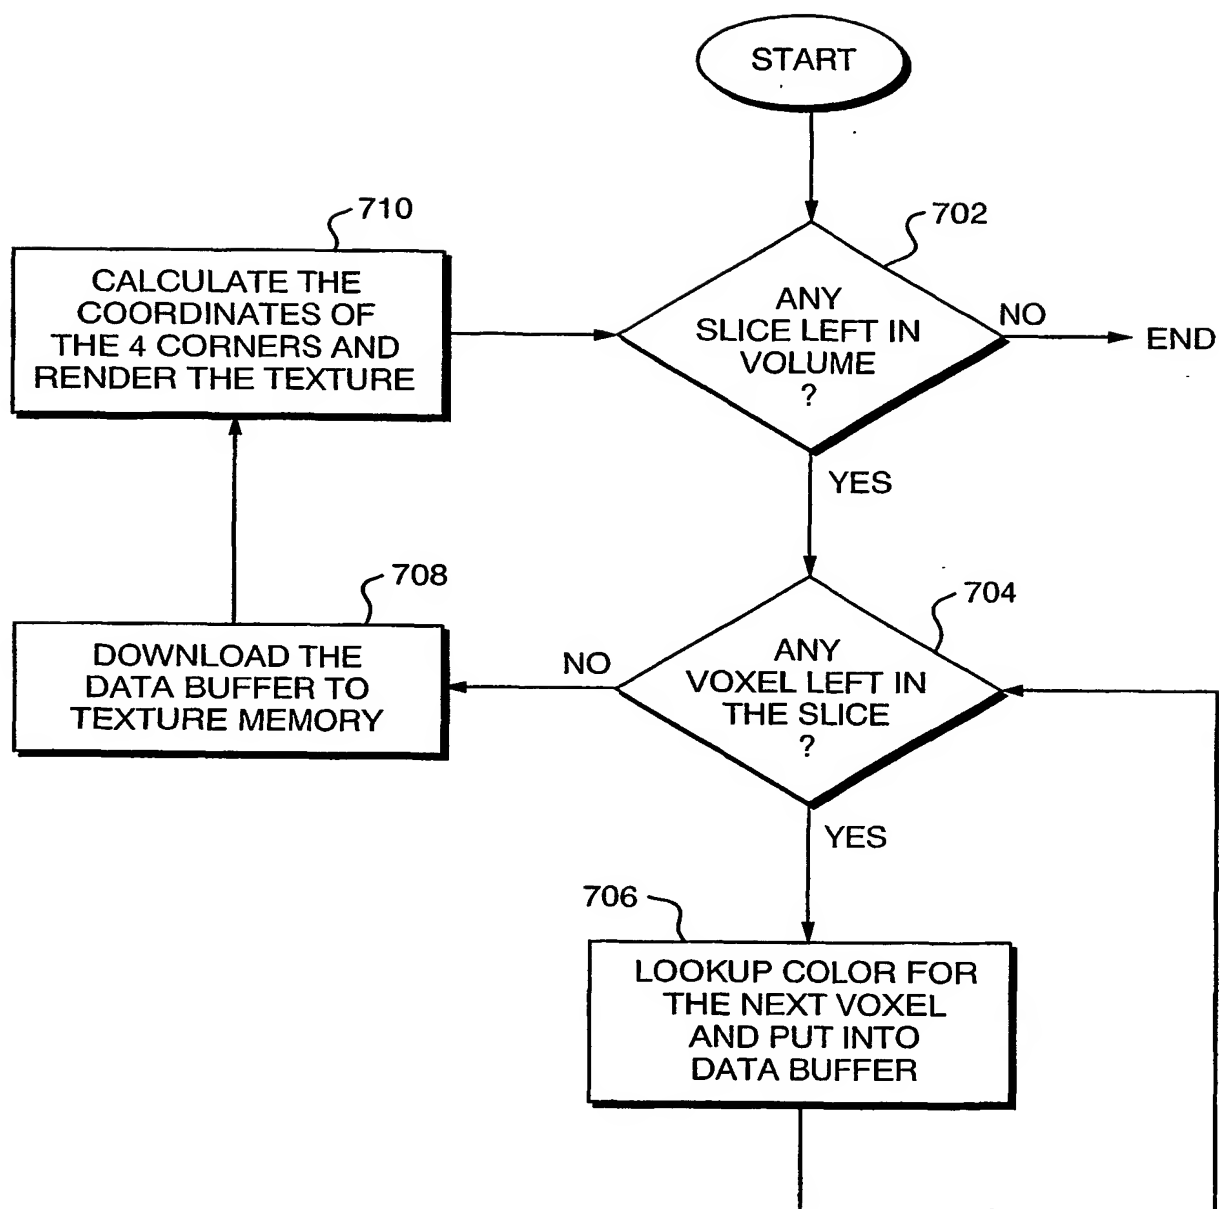 START
702
ANY
SLICE LEFT IN
VOLUME
?
NO
END
YES
710
CALCULATE THE
COORDINATES OF
THE 4 CORNERS AND
RENDER THE TEXTURE
708
DOWNLOAD THE
DATA BUFFER TO
TEXTURE MEMORY
NO
704
ANY
VOXEL LEFT IN
THE SLICE
?
YES
706
LOOKUP COLOR FOR
THE NEXT VOXEL
AND PUT INTO
DATA BUFFER